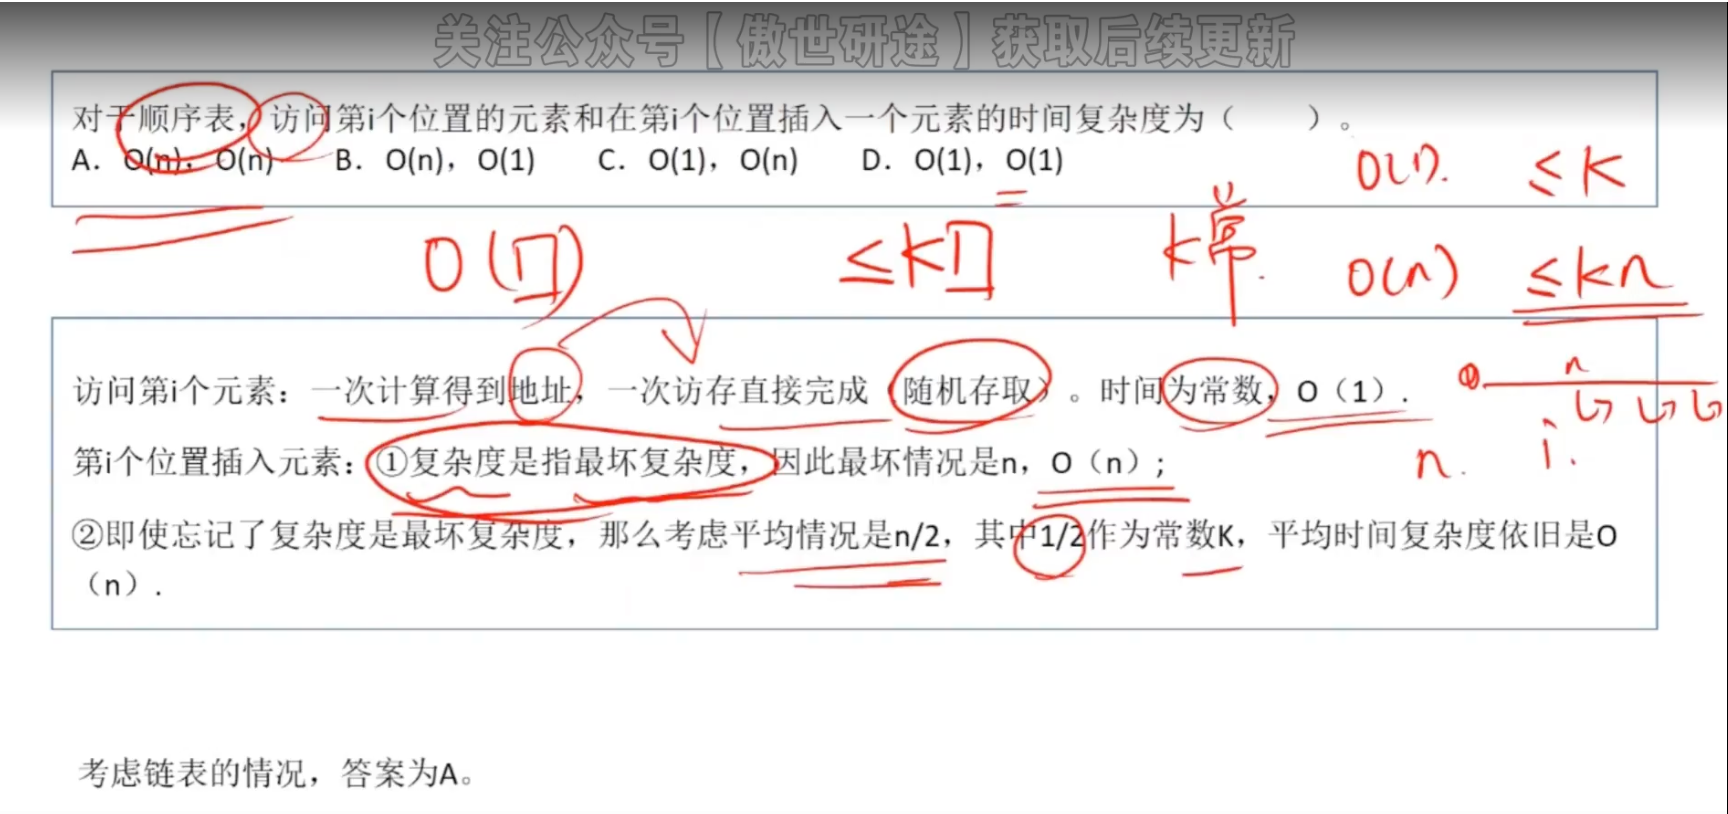 关注公众号【傲世研途】获取后续更新
对于顺序表，访问第i个位置的元素和在第i个位置插入一个元素的时间复杂度为（　　）。
A. O(n), O(n)　B. O(n), O(1)　C. O(1), O(n)　D. O(1), O(1)
O(1). ≤K
O(口) ≤K口 K常.
O(n) ≤Kn
访问第i个元素：一次计算得到地址，一次访存直接完成（随机存取）。时间为常数，O（1）.
n
第i个位置插入元素：①复杂度是指最坏复杂度，因此最坏情况是n，O（n）;
n. i.
②即使忘记了复杂度是最坏复杂度，那么考虑平均情况是n/2，其中1/2作为常数K，平均时间复杂度依旧是O
（n）.
考虑链表的情况，答案为A。